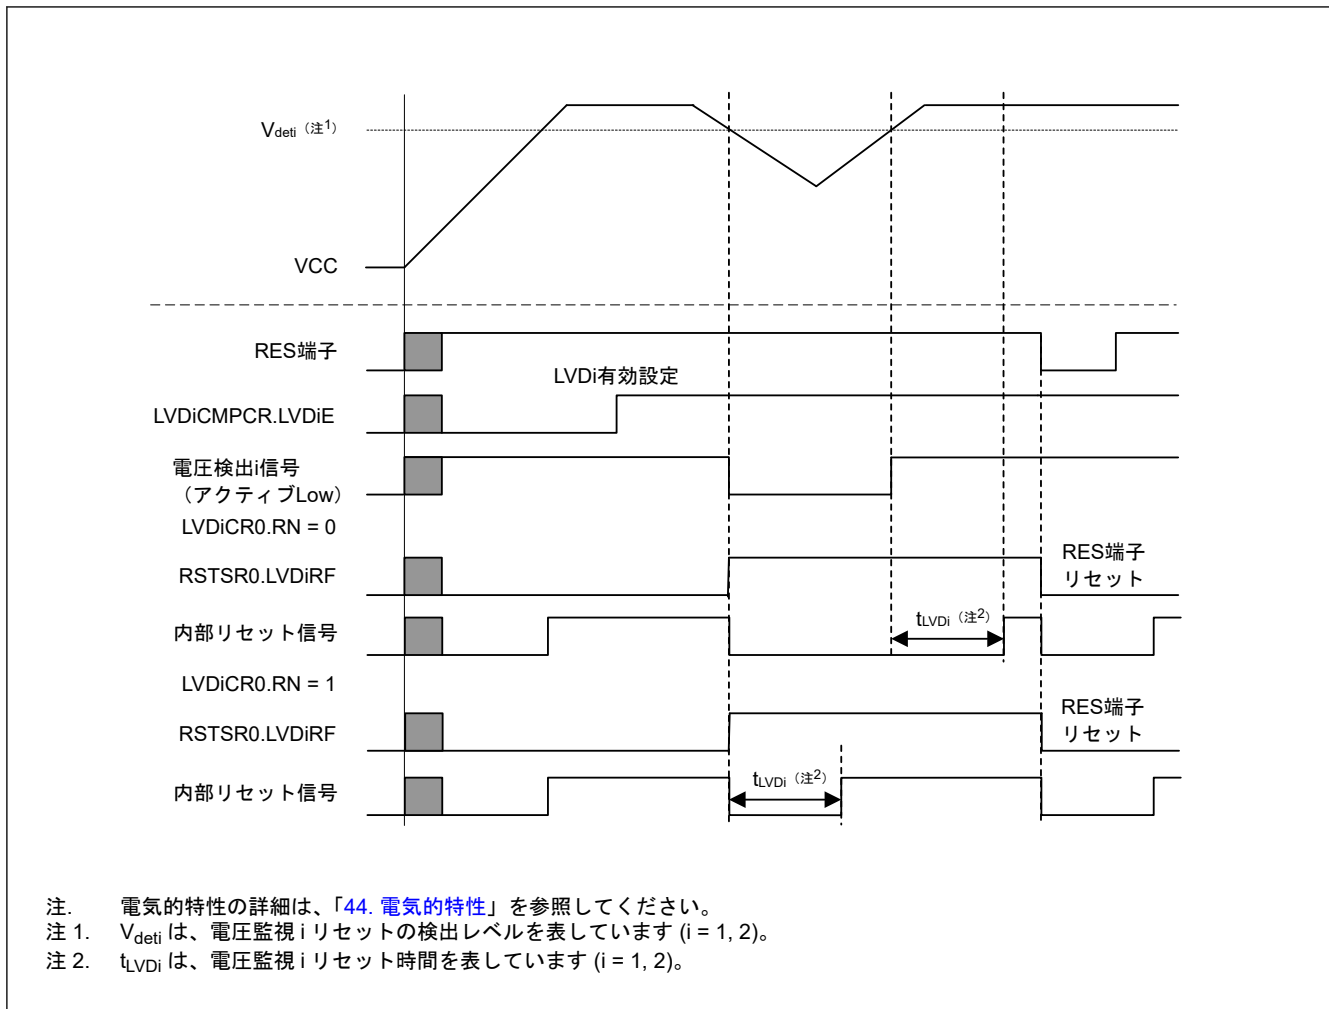 Vdeti（注1）
VCC
RES端子
LVDi有効設定
LVDiCMPCR.LVDiE
電圧検出i信号
（アクティブLow）
LVDiCR0.RN = 0
RSTSR0.LVDiRF
RES端子
リセット
内部リセット信号
tLVDi（注2）
LVDiCR0.RN = 1
RSTSR0.LVDiRF
RES端子
リセット
内部リセット信号
tLVDi（注2）
注. 電気的特性の詳細は、「44. 電気的特性」を参照してください。
注 1. Vdeti は、電圧監視 i リセットの検出レベルを表しています (i = 1, 2)。
注 2. tLVDi は、電圧監視 i リセット時間を表しています (i = 1, 2)。